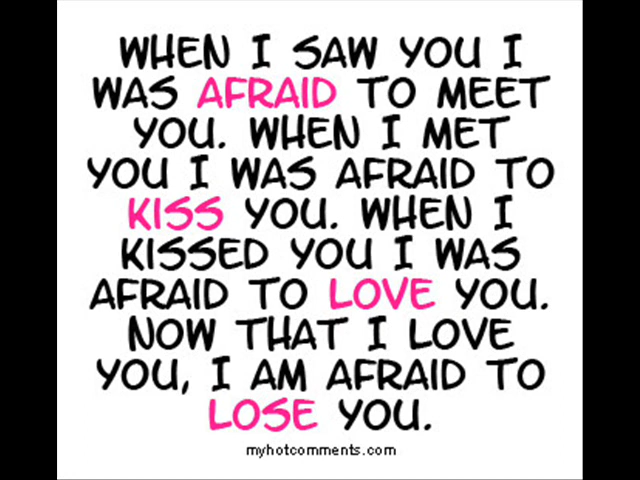 WHEN I SAW YOU I
WAS AFRAID TO MEET
YOU. WHEN I MET
YOU I WAS AFRAID TO
KISS YOU. WHEN I
KISSED YOU I WAS
AFRAID TO LOVE YOU.
NOW THAT I LOVE
YOU, I AM AFRAID TO
LOSE YOU.
myhotcomments.com